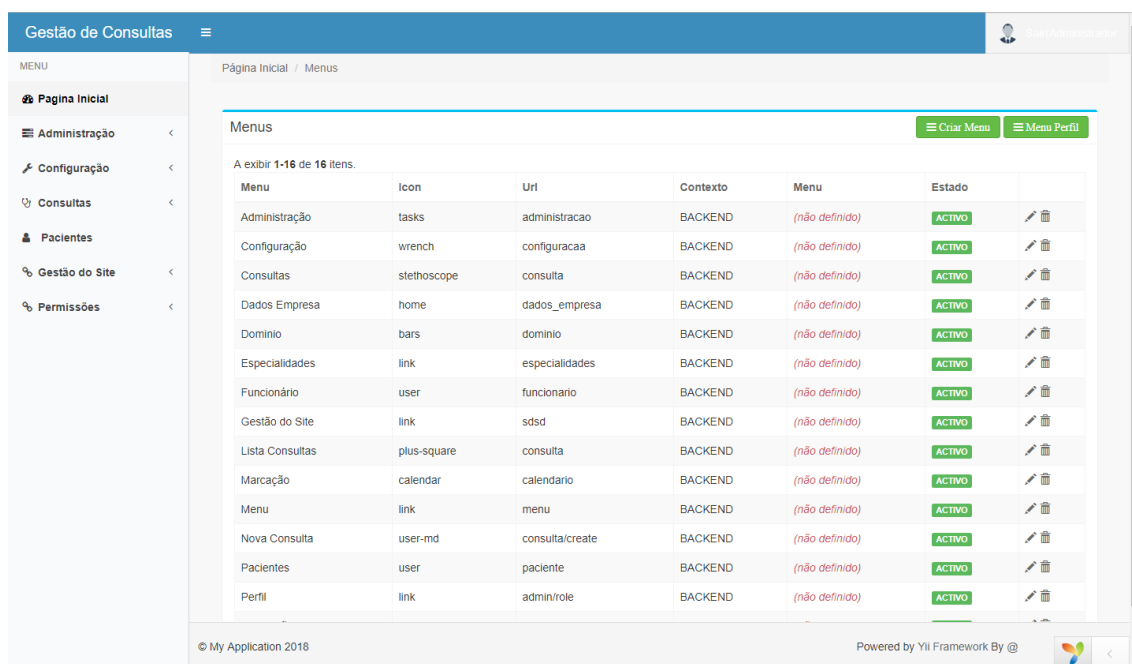 Gestão de Consultas
MENU
Pagina Inicial
Administração
Configuração
Consultas
Pacientes
Gestão do Site
Permissões
Página Inicial / Menus
Menus
Criar Menu Menu Perfil
A exibir 1-16 de 16 itens.
Menu Icon Url Contexto Menu Estado
Administração tasks administracao BACKEND (não definido) ACTIVO
Configuração wrench configuracaa BACKEND (não definido) ACTIVO
Consultas stethoscope consulta BACKEND (não definido) ACTIVO
Dados Empresa home dados_empresa BACKEND (não definido) ACTIVO
Dominio bars dominio BACKEND (não definido) ACTIVO
Especialidades link especialidades BACKEND (não definido) ACTIVO
Funcionário user funcionario BACKEND (não definido) ACTIVO
Gestão do Site link sdsd BACKEND (não definido) ACTIVO
Lista Consultas plus-square consulta BACKEND (não definido) ACTIVO
Marcação calendar calendario BACKEND (não definido) ACTIVO
Menu link menu BACKEND (não definido) ACTIVO
Nova Consulta user-md consulta/create BACKEND (não definido) ACTIVO
Pacientes user paciente BACKEND (não definido) ACTIVO
Perfil link admin/role BACKEND (não definido) ACTIVO
© My Application 2018
Powered by Yii Framework By @